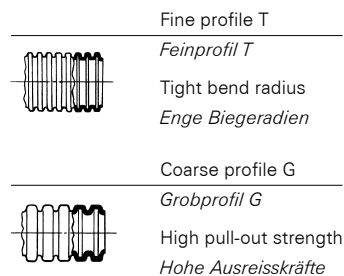 Fine profile T
Feinprofil T
Tight bend radius
Enge Biegeradien
Coarse profile G
Grobprofil G
High pull-out strength
Hohe Ausreisskräfte